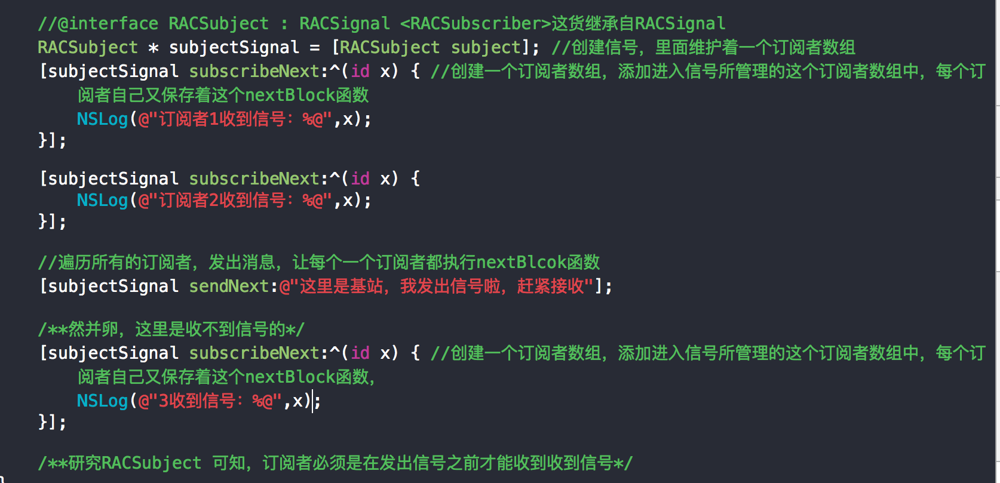 //@interface RACSubject : RACSignal <RACSubscriber>这货继承自RACSignal
RACSubject * subjectSignal = [RACSubject subject]; //创建信号，里面维护着一个订阅者数组
[subjectSignal subscribeNext:^(id x) { //创建一个订阅者数组，添加进入信号所管理的这个订阅者数组中，每个订
阅者自己又保存着这个nextBlock函数
NSLog(@"订阅者1收到信号：%@",x);
}];
[subjectSignal subscribeNext:^(id x) {
NSLog(@"订阅者2收到信号：%@",x);
}];
//遍历所有的订阅者，发出消息，让每个一个订阅者都执行nextBlcok函数
[subjectSignal sendNext:@"这里是基站，我发出信号啦，赶紧接收"];
/**然并卵，这里是收不到信号的*/
[subjectSignal subscribeNext:^(id x) { //创建一个订阅者数组，添加进入信号所管理的这个订阅者数组中，每个订
阅者自己又保存着这个nextBlock函数，
NSLog(@"3收到信号：%@",x);
}];
/**研究RACSubject 可知，订阅者必须是在发出信号之前才能收到收到信号*/
}